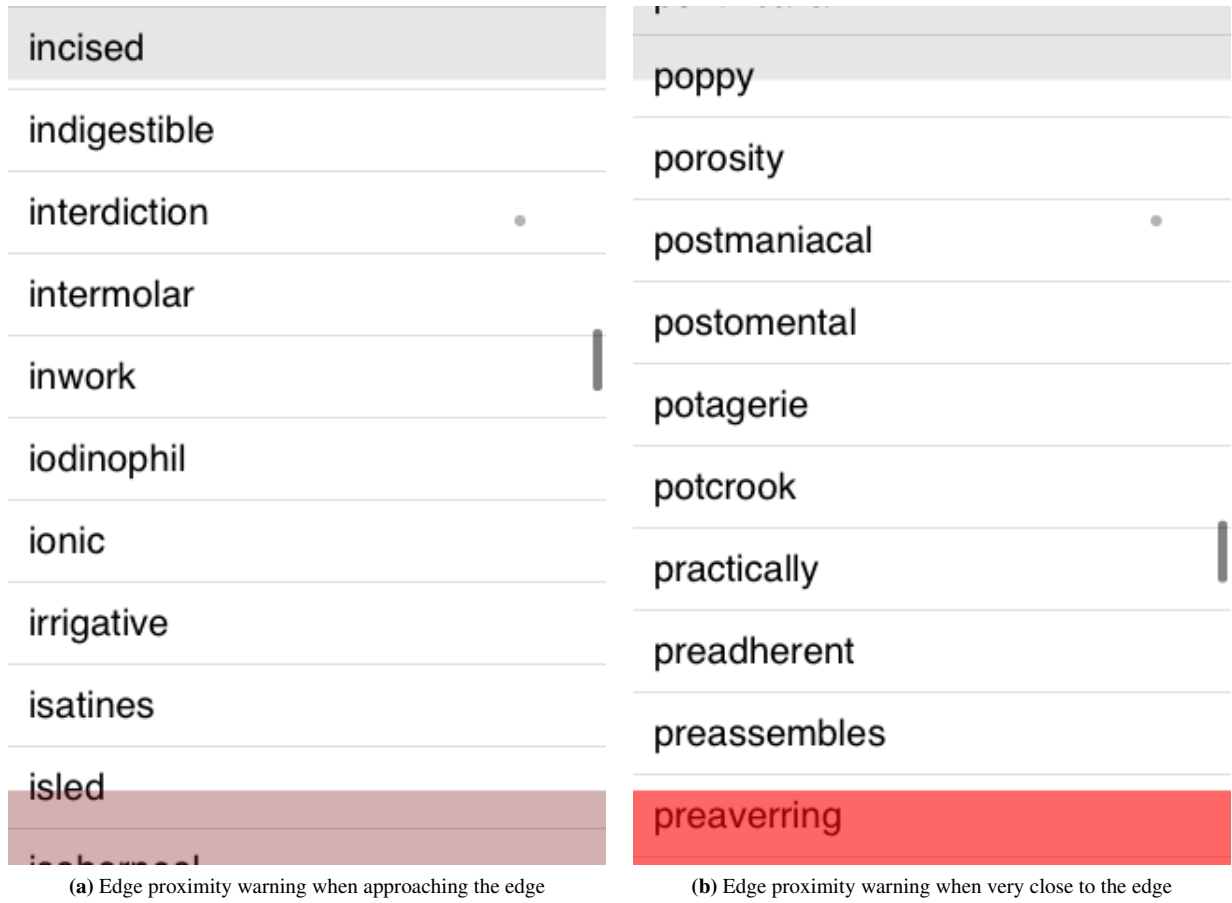 incised
indigestible
interdiction
intermolar
inwork
iodinophil
ionic
irrigative
isatines
isled
(a) Edge proximity warning when approaching the edge
poppy
porosity
postmaniacal
postomental
potagerie
potcrook
practically
preadherent
preassembles
preaverring
(b) Edge proximity warning when very close to the edge